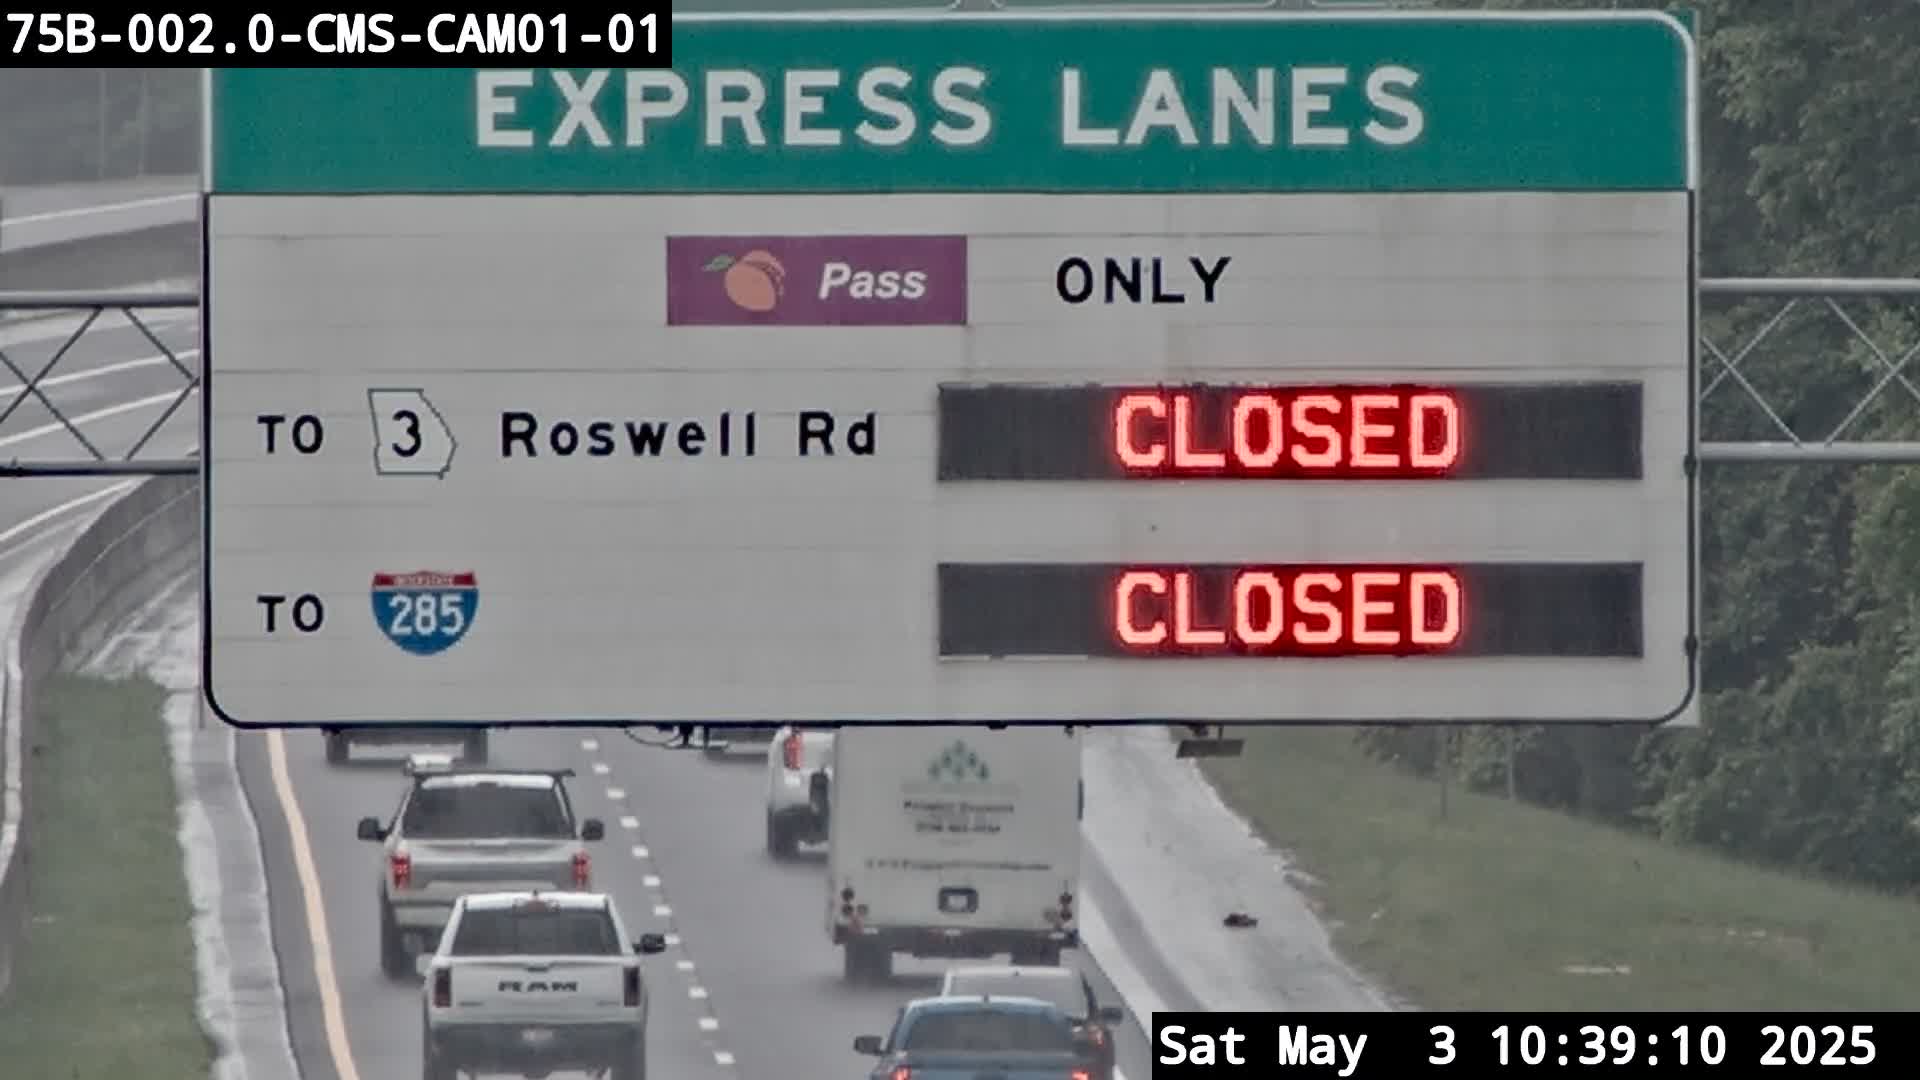 75B-002.0-CMS-CAM01-01
EXPRESS LANES
Pass ONLY
TO 3 Roswell Rd CLOSED
INTERSTATE
TO 285 CLOSED
RAM
Sat May 3 10:39:10 2025